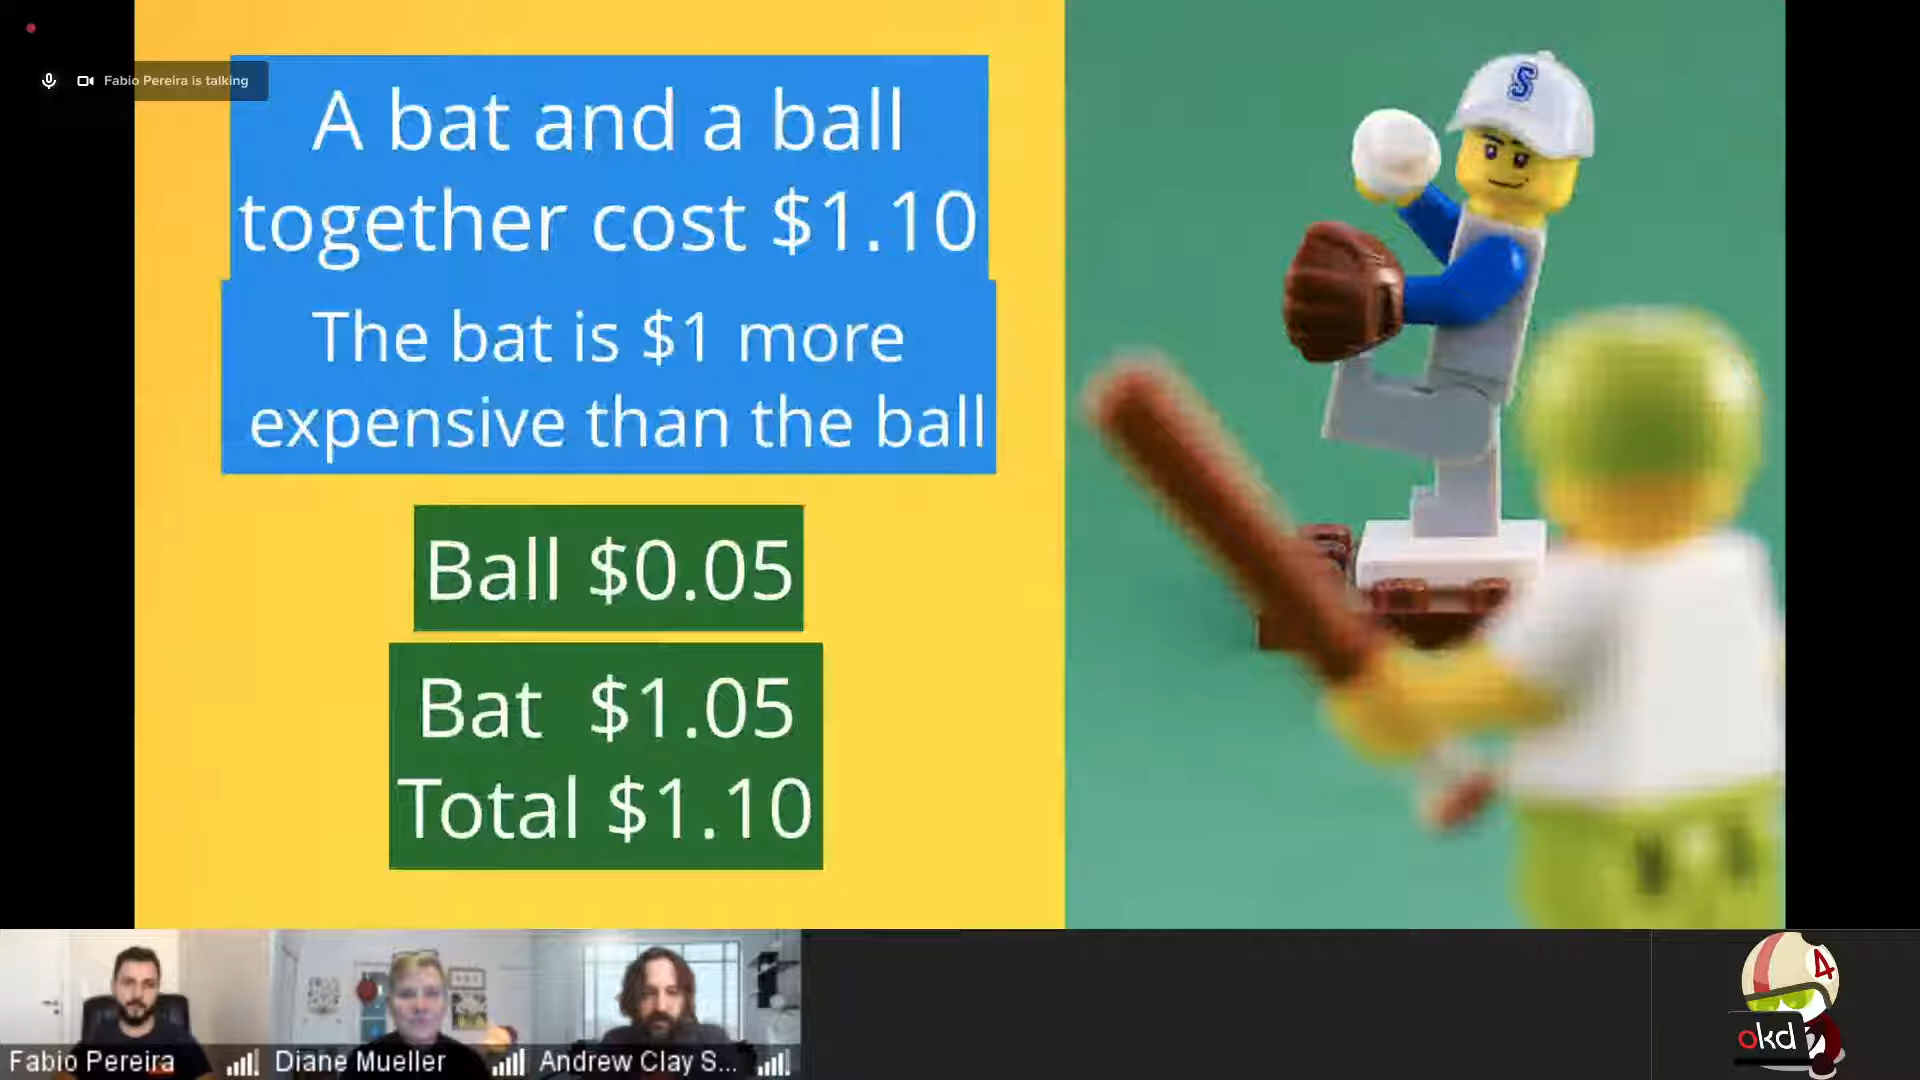 Fabio Pereira is talking
A bat and a ball
together cost $1.10
The bat is $1 more
expensive than the ball
Ball $0.05
Bat $1.05
Total $1.10
S
Fabio Pereira
Diane Mueller
Andrew Clay S...
4
okd